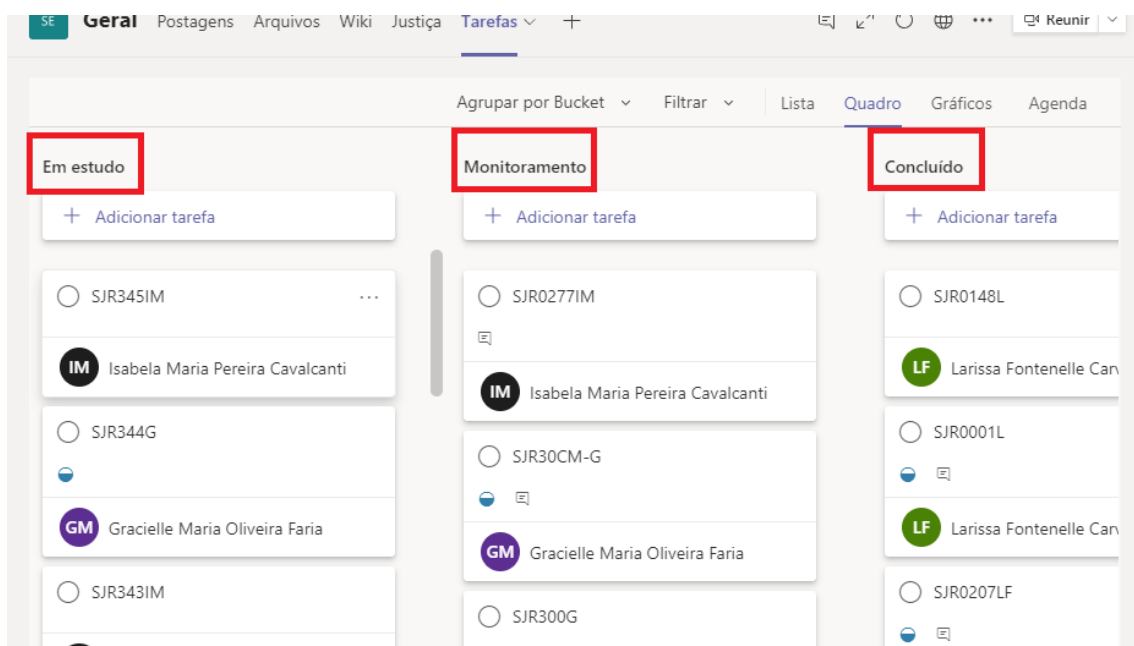 SE Geral Postagens Arquivos Wiki Justiça Tarefas Reunir
Agrupar por Bucket Filtrar Lista Quadro Gráficos Agenda
Em estudo
Adicionar tarefa
SJR345IM
IM Isabela Maria Pereira Cavalcanti
SJR344G
GM Gracielle Maria Oliveira Faria
SJR343IM
Monitoramento
Adicionar tarefa
SJR0277IM
IM Isabela Maria Pereira Cavalcanti
SJR30CM-G
GM Gracielle Maria Oliveira Faria
SJR300G
Concluído
Adicionar tarefa
SJR0148L
LF Larissa Fontenelle
SJR0001L
LF Larissa Fontenelle
SJR0207LF